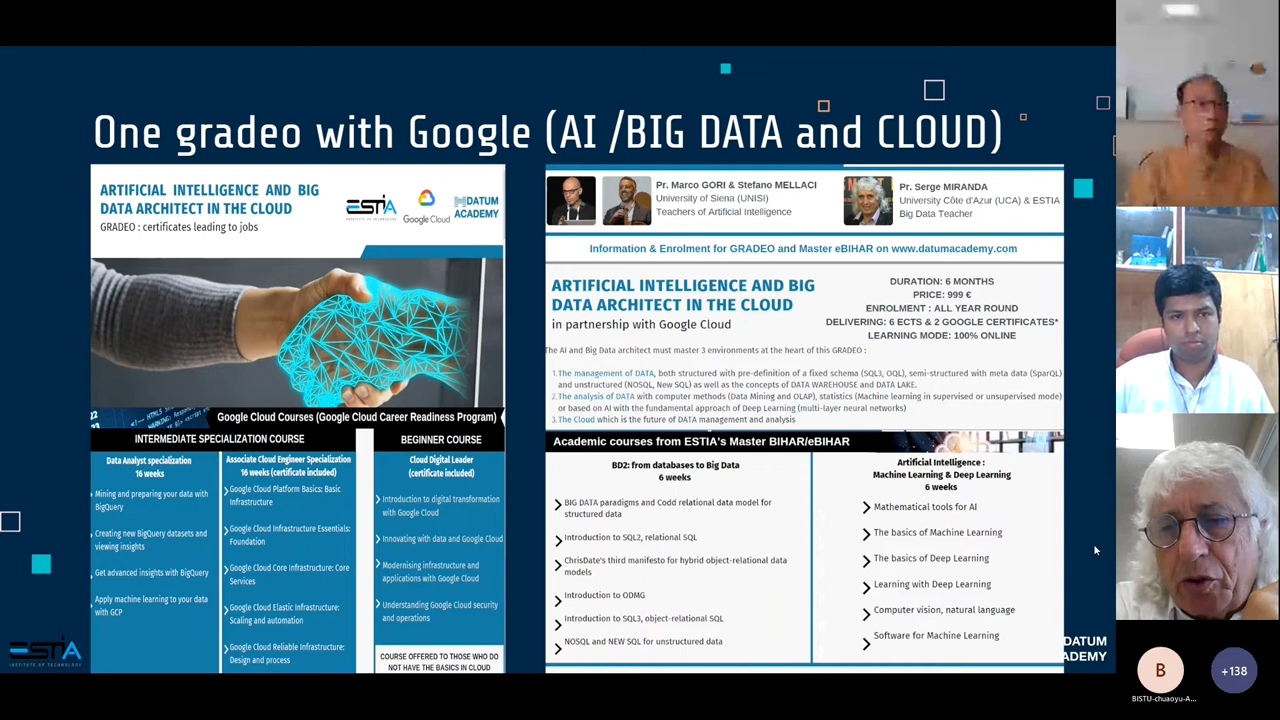 One gradeo with Google (AI /BIG DATA and CLOUD)
ARTIFICIAL INTELLIGENCE AND BIG
DATA ARCHITECT IN THE CLOUD
GRADEO : certificates leading to jobs
ESTIA
INSTITUTE OF TECHNOLOGY
Google Cloud
DATUM
ACADEMY
Google Cloud Courses (Google Cloud Career Readiness Program)
INTERMEDIATE SPECIALIZATION COURSE
Data Analyst specialization
16 weeks
Mining and preparing your data with
BigQuery
Creating new BigQuery datasets and
viewing insights
Get advanced insights with BigQuery
Apply machine learning to your data
with GCP
Associate Cloud Engineer Specialization
16 weeks (certificate included)
Google Cloud Platform Basics: Basic
Infrastructure
Google Cloud Infrastructure Essentials:
Foundation
Google Cloud Core Infrastructure: Core
Services
Google Cloud Elastic Infrastructure:
Scaling and automation
Google Cloud Reliable Infrastructure:
Design and process
BEGINNER COURSE
Cloud Digital Leader
(certificate included)
Introduction to digital transformation
with Google Cloud
Innovating with data and Google Cloud
Modernising infrastructure and
applications with Google Cloud
Understanding Google Cloud security
and operations
COURSE OFFERED TO THOSE WHO DO
NOT HAVE THE BASICS IN CLOUD
Pr. Marco GORI & Stefano MELLACI
University of Siena (UNISI)
Teachers of Artificial Intelligence
Pr. Serge MIRANDA
University Côte d'Azur (UCA) & ESTIA
Big Data Teacher
Information & Enrolment for GRADEO and Master eBIHAR on www.datumacademy.com
ARTIFICIAL INTELLIGENCE AND BIG
DATA ARCHITECT IN THE CLOUD
in partnership with Google Cloud
DURATION: 6 MONTHS
PRICE: 999 €
ENROLMENT : ALL YEAR ROUND
DELIVERING: 6 ECTS & 2 GOOGLE CERTIFICATES*
LEARNING MODE: 100% ONLINE
The AI and Big Data architect must master 3 environments at the heart of this GRADEO :
1.The management of DATA, both structured with pre-definition of a fixed schema (SQL3, OQL), semi-structured with meta data (SparQL)
and unstructured (NOSQL, New SQL) as well as the concepts of DATA WAREHOUSE and DATA LAKE.
2.The analysis of DATA with computer methods (Data Mining and OLAP), statistics (Machine learning in supervised or unsupervised mode)
or based on AI with the fundamental approach of Deep Learning (multi-layer neural networks)
3.The Cloud which is the future of DATA management and analysis
Academic courses from ESTIA's Master BIHAR/eBIHAR
BD2: from databases to Big Data
6 weeks
BIG DATA paradigms and Codd relational data model for
structured data
Introduction to SQL2, relational SQL
ChrisDate's third manifesto for hybrid object-relational data
models
Introduction to ODMG
Introduction to SQL3, object-relational SQL
NOSQL and NEW SQL for unstructured data
Artificial Intelligence :
Machine Learning & Deep Learning
6 weeks
Mathematical tools for AI
The basics of Machine Learning
The basics of Deep Learning
Learning with Deep Learning
Computer vision, natural language
Software for Machine Learning
ESTIA
INSTITUTE OF TECHNOLOGY
DATUM
ADEMY
B
+138
BISTU-chuaoyu-A...